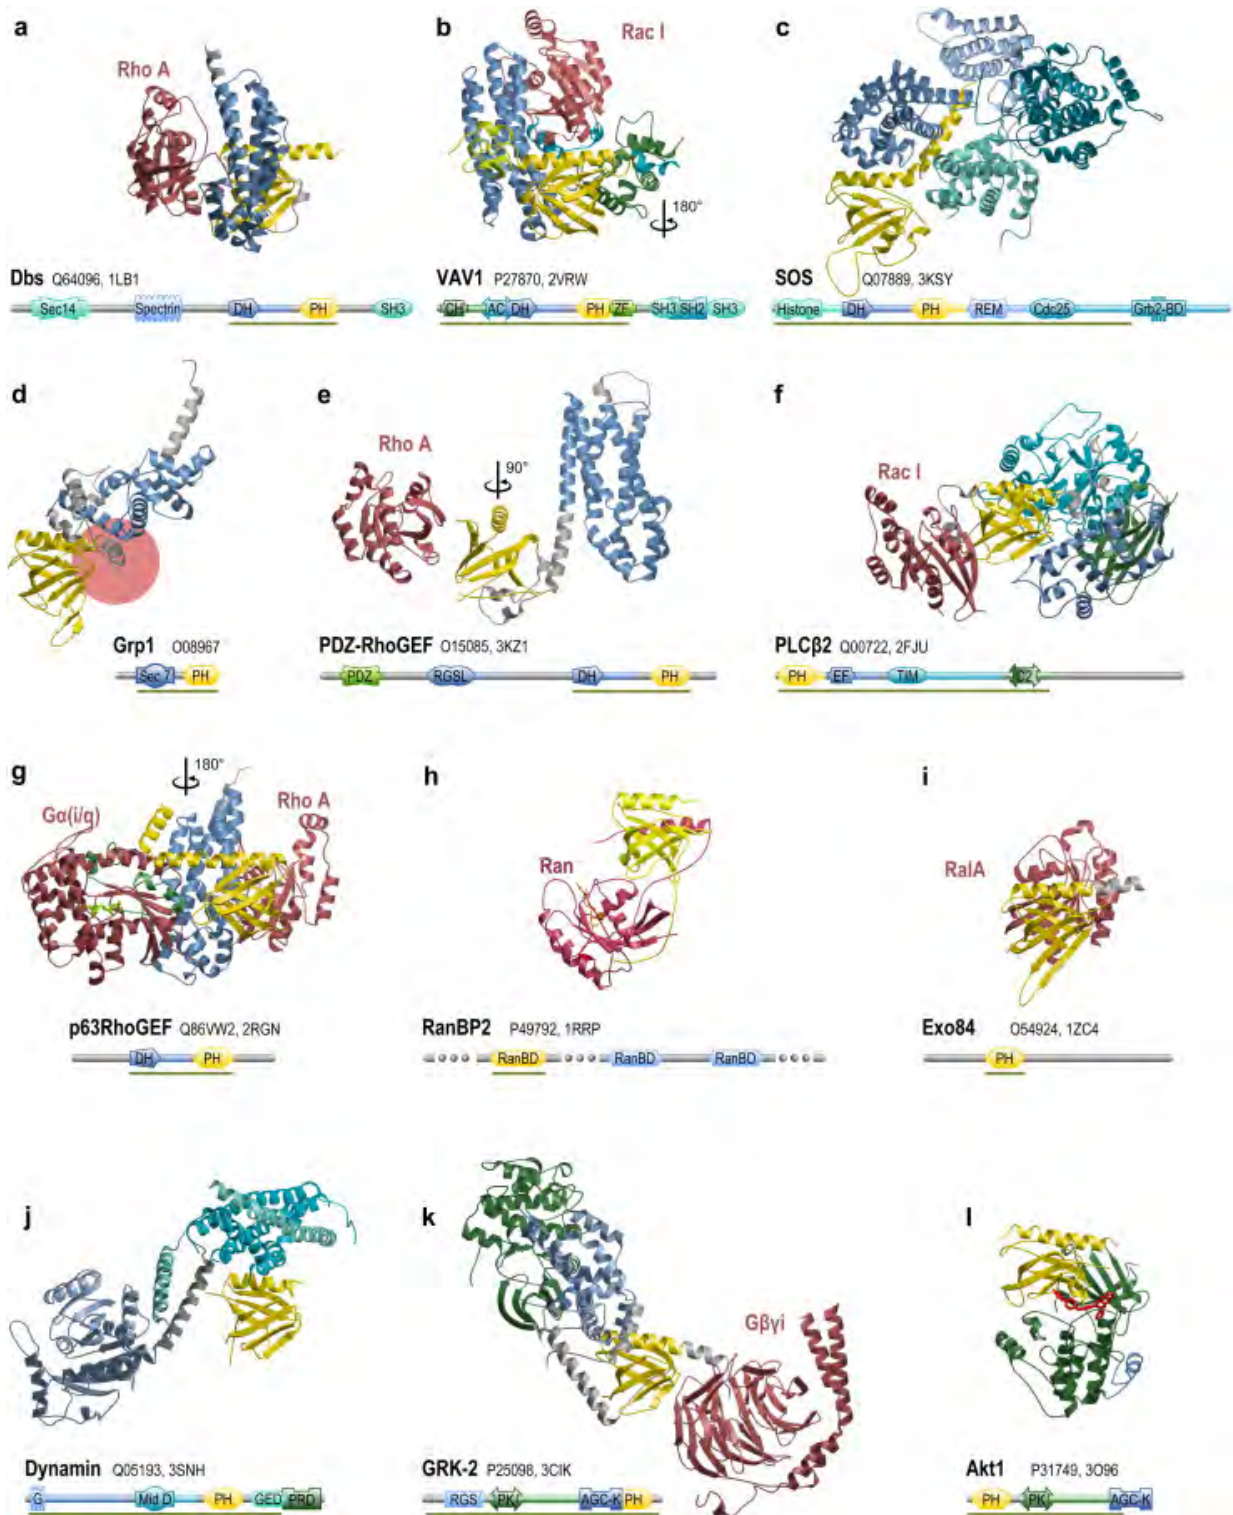 a
b
c
Rho A
Rac I
180°
Dbs Q64096, 1LB1
VAV1 P27870, 2VRW
SOS Q07889, 3KSY
Sec14 Spectrin DH PH SH3
CH AC DH PH ZF SH3 SH2 SH3
Histone DH PH REM Cdc25 Grb2-BD
d
e
f
Rho A
90°
Rac I
Grp1 O08967
PDZ-RhoGEF O15085, 3KZ1
PLCβ2 Q00722, 2FJU
Sec 7 PH
PDZ RGSL DH PH
PH EF TIM C2
g
h
i
180°
Gα(i/q)
Rho A
Ran
RalA
p63RhoGEF Q86VW2, 2RGN
RanBP2 P49792, 1RRP
Exo84 O54924, 1ZC4
DH PH
RanBD RanBD RanBD
PH
j
k
l
Gβγi
Dynamin Q05193, 3SNH
GRK-2 P25098, 3CIK
Akt1 P31749, 3O96
G Mid D PH GED PRD
RGS PK AGC-K PH
PH PK AGC-K